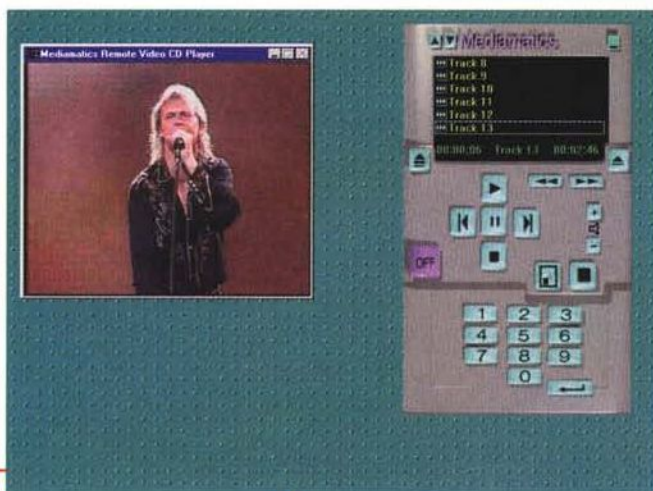 Mediamatics Remote Video CD Player
Mediamatics
Track 8
Track 9
Track 10
Track 11
Track 12
Track 13
00:00:06 Track 13 00:02:46
OFF
1 2 3
4 5 6
7 8 9
0